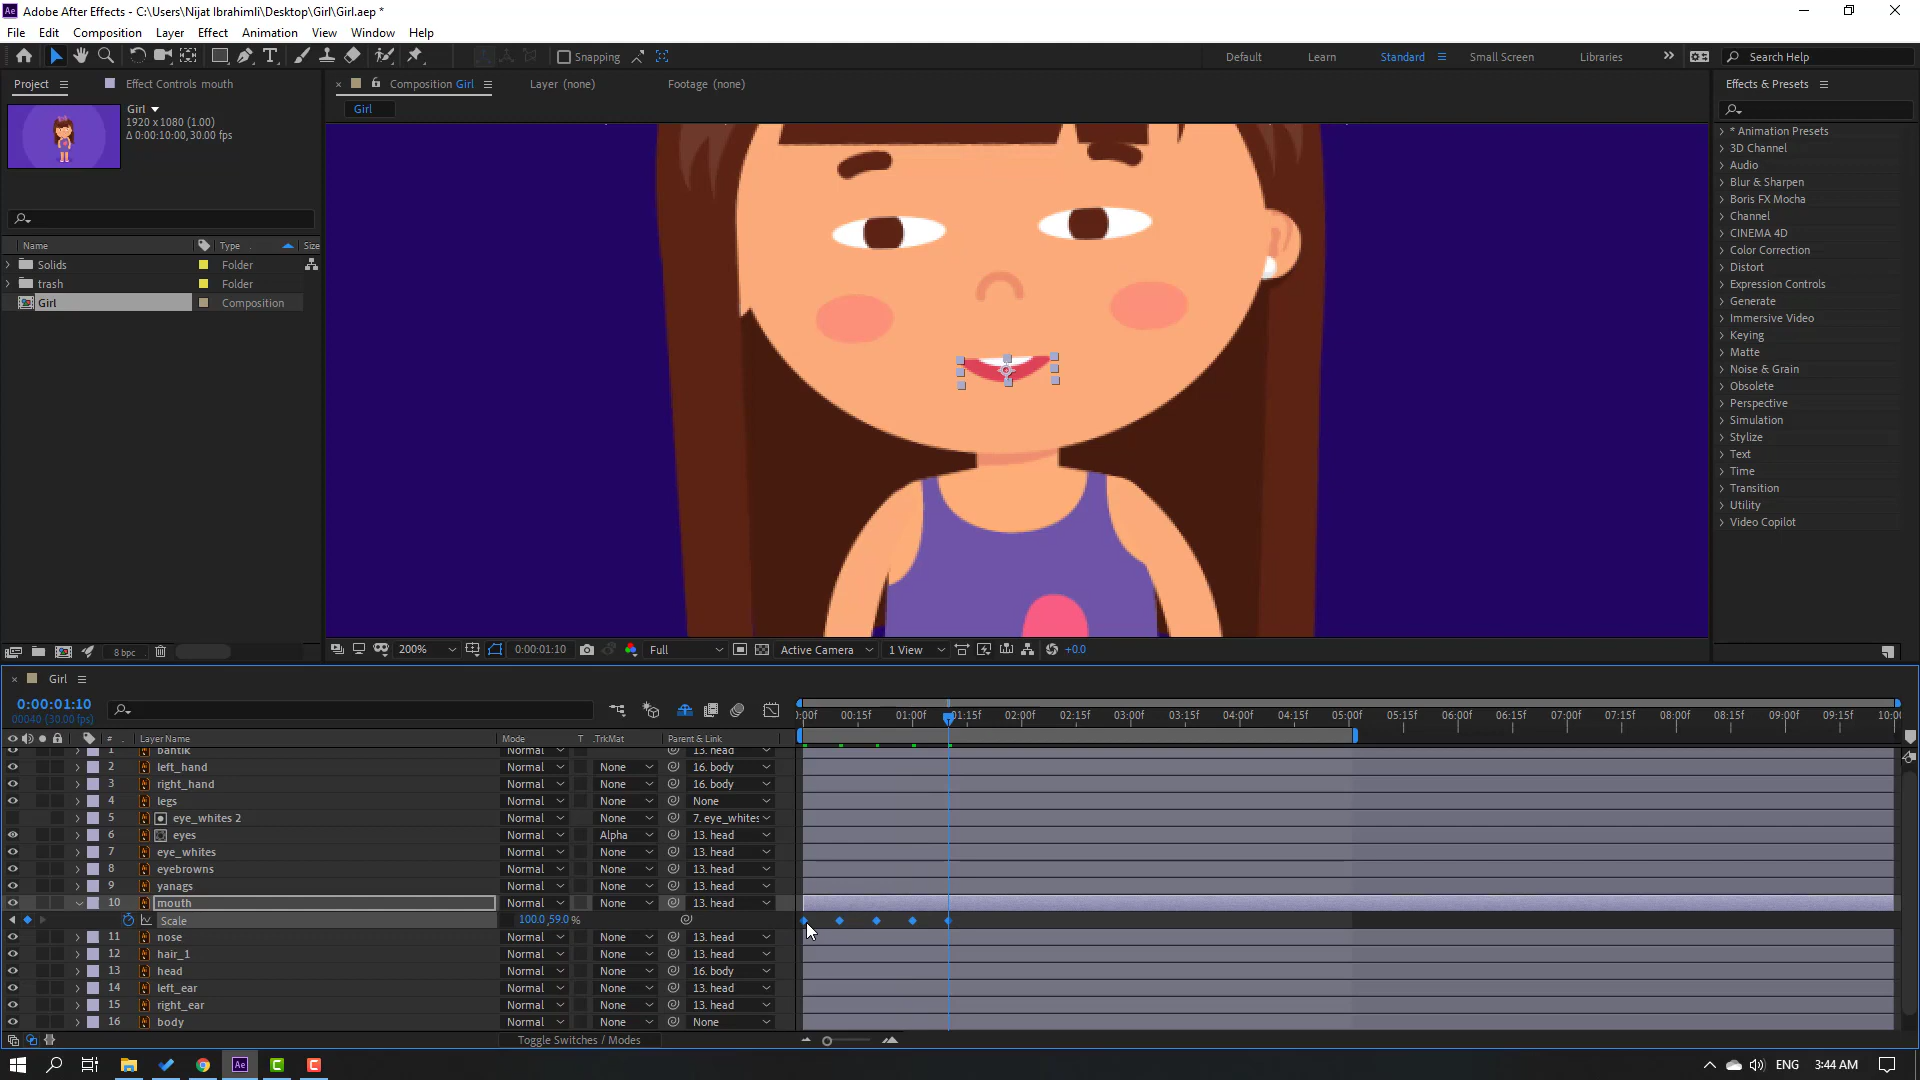 Adobe After Effects - C:\Users\Nijat Ibrahimli\Desktop\Girl\Girl.aep *
File Edit Composition Layer Effect Animation View Window Help
Snapping Default Learn Standard Small Screen Libraries Search Help
Project Effect Controls mouth Composition Girl Layer (none) Footage (none) Effects & Presets
Girl
1920 x 1080 (1.00)
Δ 0:00:10:00, 30.00 fps
Girl
Name Type Size
Solids Folder
trash Folder
Girl Composition
* Animation Presets
3D Channel
Audio
Blur & Sharpen
Boris FX Mocha
Channel
CINEMA 4D
Color Correction
Distort
Expression Controls
Generate
Immersive Video
Keying
Matte
Noise & Grain
Obsolete
Perspective
Simulation
Stylize
Text
Time
Transition
Utility
Video Copilot
8 bpc 200% 0:00:01:10 Full Active Camera 1 View +0.0
Girl
0:00:01:10
00040 (30.00 fps)
:00f 00:15f 01:00f 01:15f 02:00f 02:15f 03:00f 03:15f 04:00f 04:15f 05:00f 05:15f 06:00f 06:15f 07:00f 07:15f 08:00f 08:15f 09:00f 09:15f 10:0
# Layer Name Mode T .TrkMat Parent & Link
1 bantik Normal 13. head
2 left_hand Normal None 16. body
3 right_hand Normal None 16. body
4 legs Normal None None
5 eye_whites 2 Normal None 7. eye_whites
6 eyes Normal Alpha 13. head
7 eye_whites Normal None 13. head
8 eyebrowns Normal None 13. head
9 yanags Normal None 13. head
10 mouth Normal None 13. head
Scale 100.0,59.0 %
11 nose Normal None 13. head
12 hair_1 Normal None 13. head
13 head Normal None 16. body
14 left_ear Normal None 13. head
15 right_ear Normal None 13. head
16 body Normal None None
Toggle Switches / Modes
ENG 3:44 AM